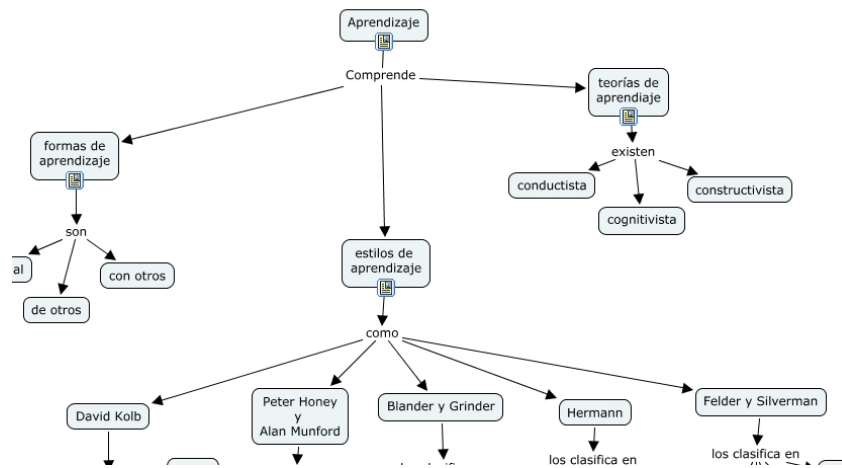 Aprendizaje
Comprende
teorías de
aprendiaje
formas de
aprendizaje
existen
conductista
constructivista
cognitivista
son
al
con otros
de otros
estilos de
aprendizaje
como
David Kolb
Peter Honey
y
Alan Munford
Blander y Grinder
Hermann
Felder y Silverman
los clasifica en
los clasifica en